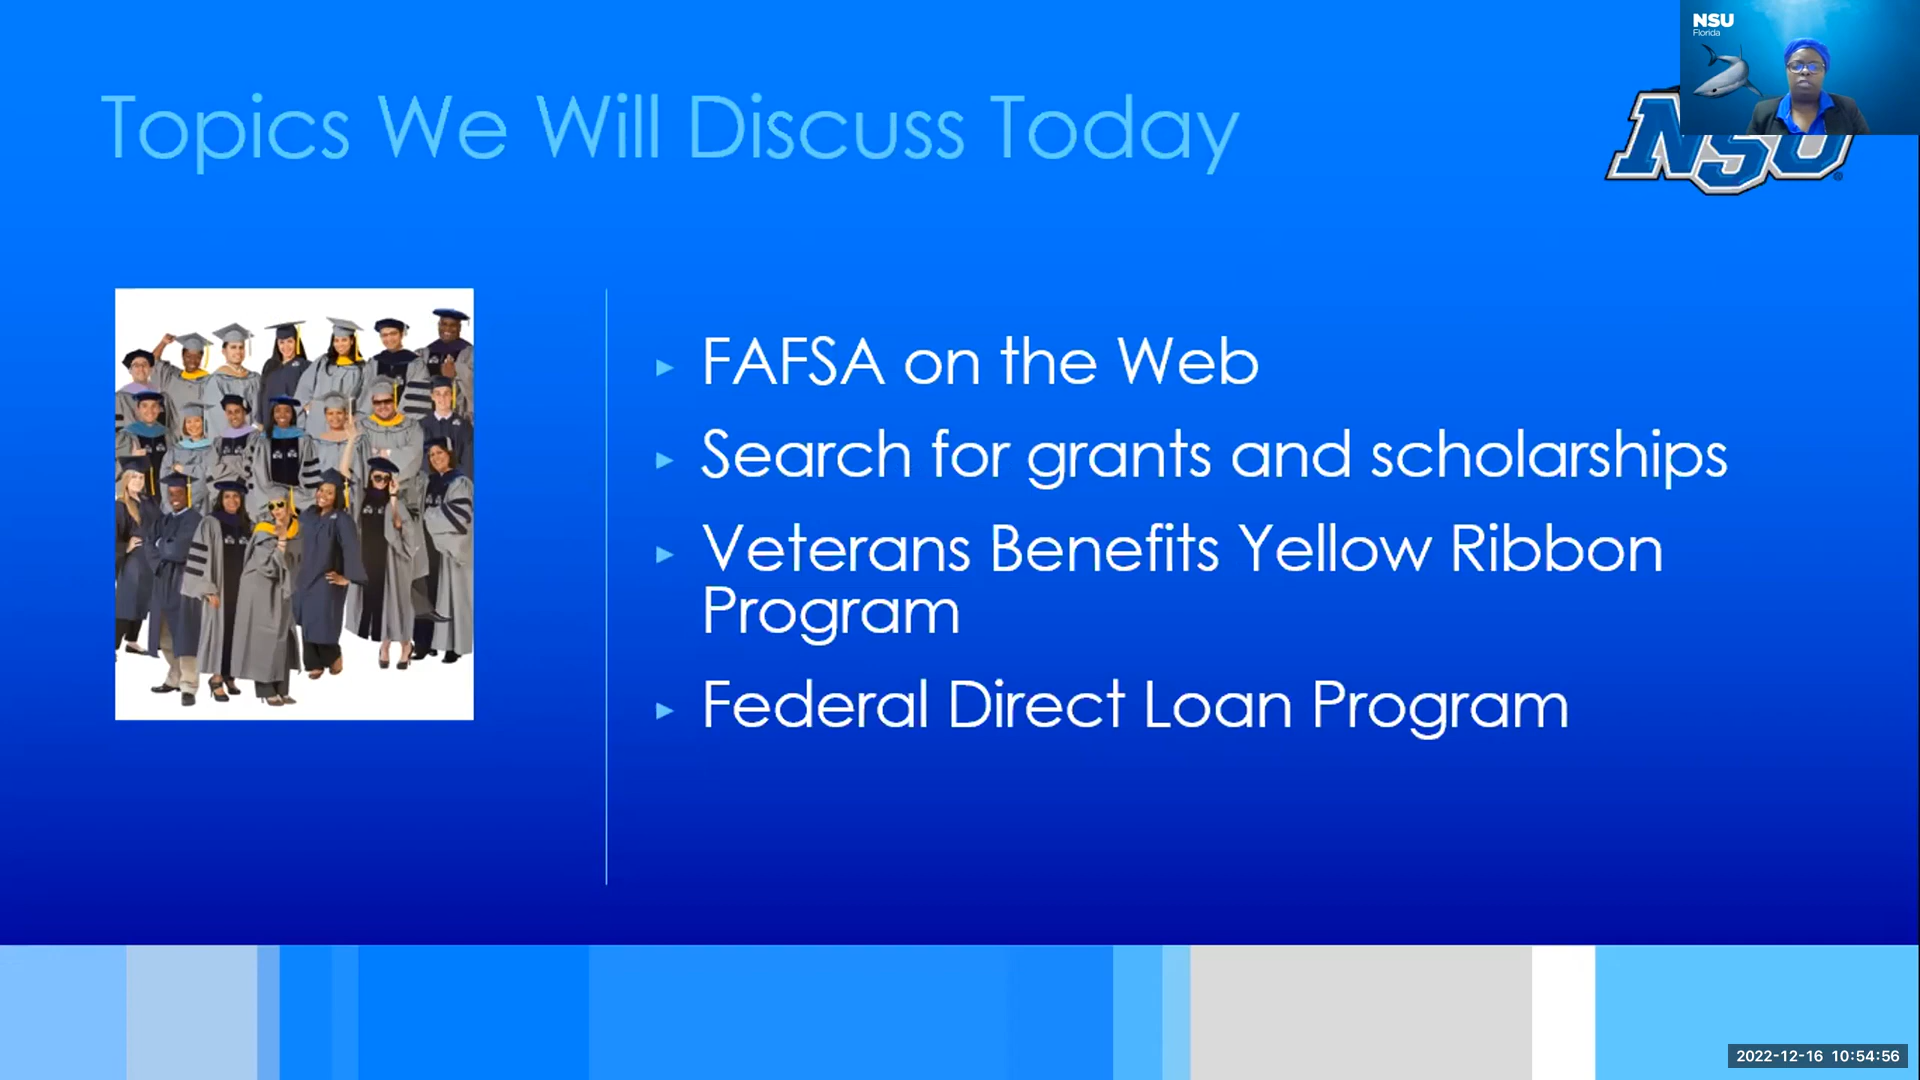 NSU
Florida
Topics We Will Discuss Today
NSU
FAFSA on the Web
Search for grants and scholarships
Veterans Benefits Yellow Ribbon
Program
Federal Direct Loan Program
2022-12-16 10:54:56